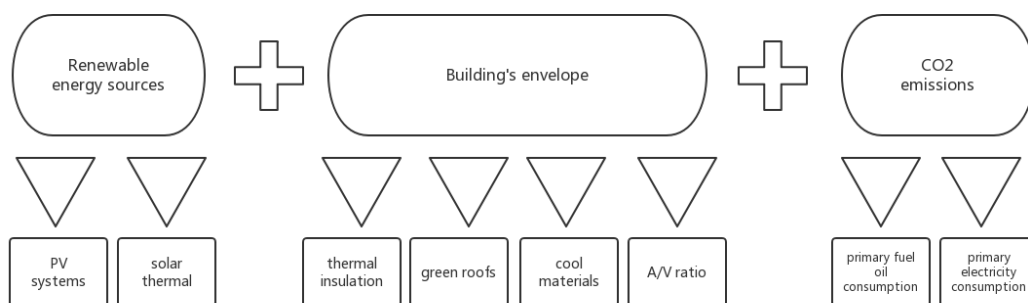 Renewable
energy sources
Building's envelope
CO2
emissions
PV
systems
solar
thermal
thermal
insulation
green roofs
cool
materials
A/V ratio
primary fuel
oil
consumption
primary
electricity
consumption